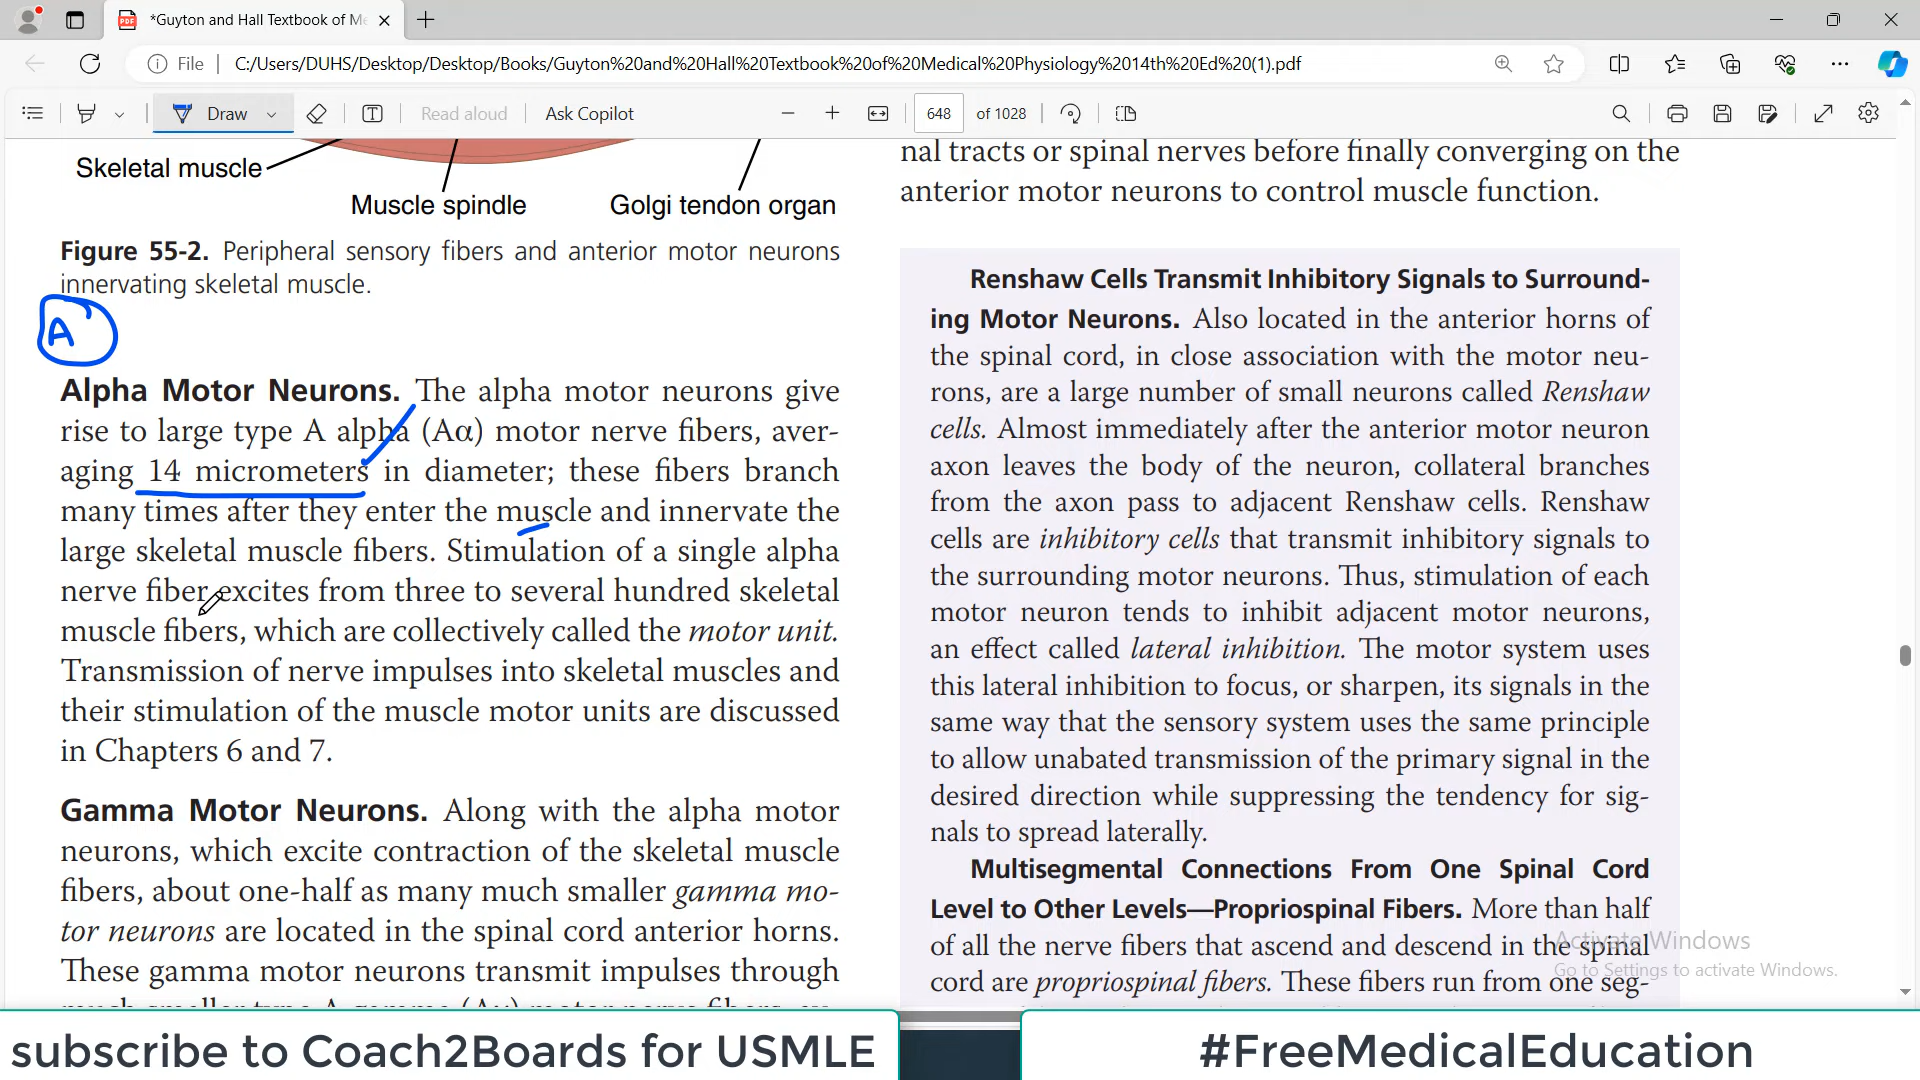 *Guyton and Hall Textbook of Me
File
C:/Users/DUHS/Desktop/Desktop/Books/Guyton%20and%20Hall%20Textbook%20of%20Medical%20Physiology%2014th%20Ed%20(1).pdf
Draw
Read aloud
Ask Copilot
648
of 1028
Skeletal muscle
Muscle spindle
Golgi tendon organ
Figure 55-2. Peripheral sensory fibers and anterior motor neurons
innervating skeletal muscle.
A
Alpha Motor Neurons. The alpha motor neurons give
rise to large type A alpha (Aα) motor nerve fibers, aver-
aging 14 micrometers in diameter; these fibers branch
many times after they enter the muscle and innervate the
large skeletal muscle fibers. Stimulation of a single alpha
nerve fiber excites from three to several hundred skeletal
muscle fibers, which are collectively called the motor unit.
Transmission of nerve impulses into skeletal muscles and
their stimulation of the muscle motor units are discussed
in Chapters 6 and 7.
Gamma Motor Neurons. Along with the alpha motor
neurons, which excite contraction of the skeletal muscle
fibers, about one-half as many much smaller gamma mo-
tor neurons are located in the spinal cord anterior horns.
These gamma motor neurons transmit impulses through
nal tracts or spinal nerves before finally converging on the
anterior motor neurons to control muscle function.
Renshaw Cells Transmit Inhibitory Signals to Surround-
ing Motor Neurons. Also located in the anterior horns of
the spinal cord, in close association with the motor neu-
rons, are a large number of small neurons called Renshaw
cells. Almost immediately after the anterior motor neuron
axon leaves the body of the neuron, collateral branches
from the axon pass to adjacent Renshaw cells. Renshaw
cells are inhibitory cells that transmit inhibitory signals to
the surrounding motor neurons. Thus, stimulation of each
motor neuron tends to inhibit adjacent motor neurons,
an effect called lateral inhibition. The motor system uses
this lateral inhibition to focus, or sharpen, its signals in the
same way that the sensory system uses the same principle
to allow unabated transmission of the primary signal in the
desired direction while suppressing the tendency for sig-
nals to spread laterally.
Multisegmental Connections From One Spinal Cord
Level to Other Levels—Propriospinal Fibers. More than half
of all the nerve fibers that ascend and descend in the spinal
cord are propriospinal fibers. These fibers run from one seg-
Activate Windows
Go to Settings to activate Windows.
subscribe to Coach2Boards for USMLE
#FreeMedicalEducation